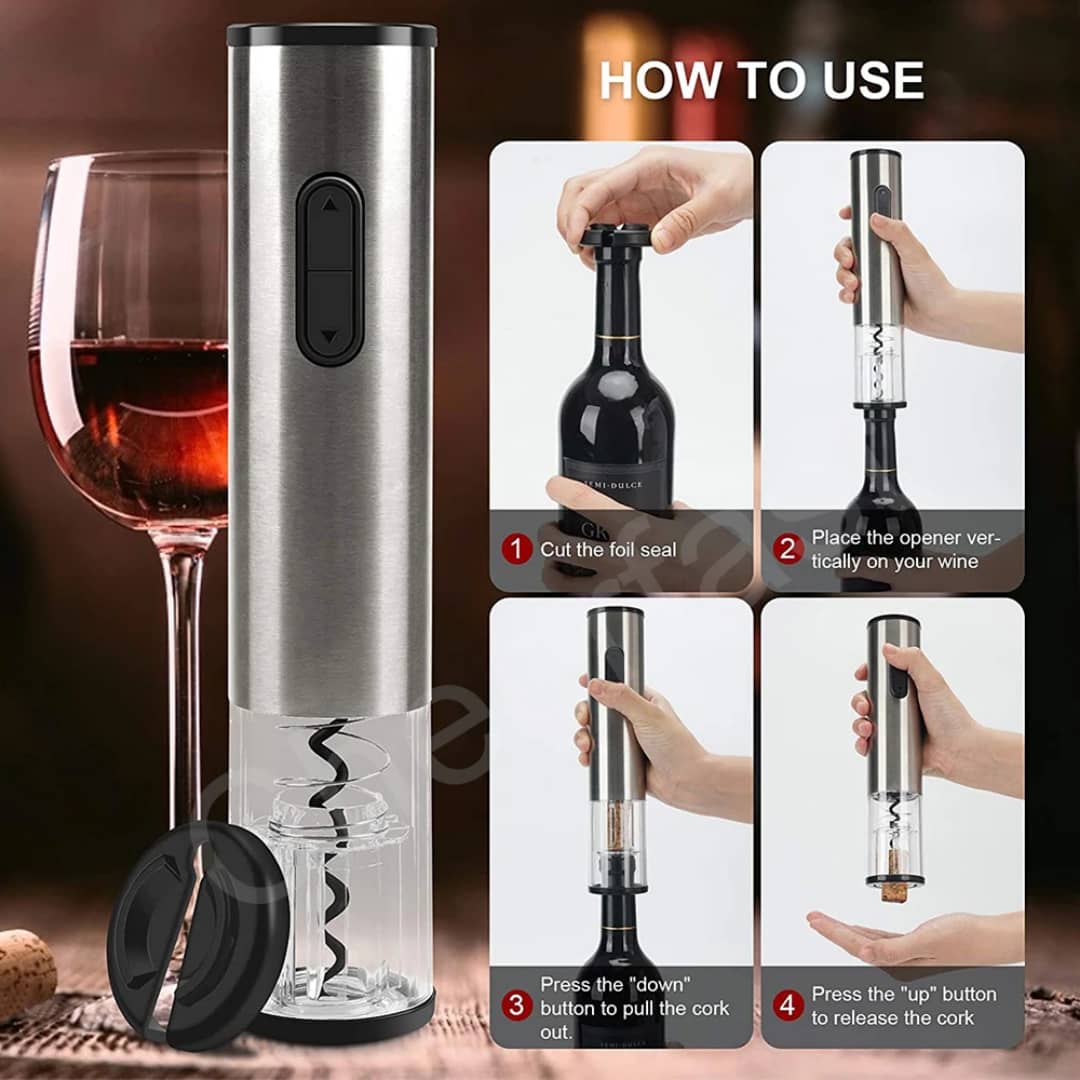 HOW TO USE
SEMI-DULCE
1 Cut the foil seal
2 Place the opener ver-
tically on your wine
3 Press the "down"
button to pull the cork
out.
4 Press the "up" button
to release the cork